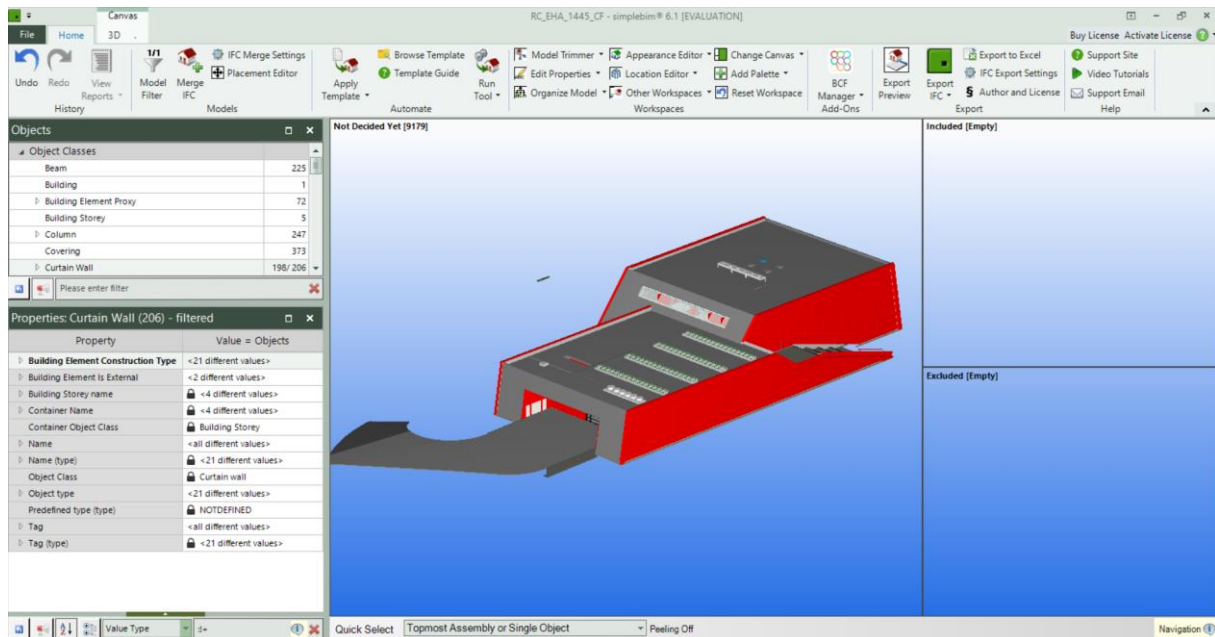 Canvas
RC_EHA_1445_CF - simplebim® 6.1 [EVALUATION]
File Home 3D
Buy License Activate License
Undo Redo View Reports
History
1/1 Model Filter Merge IFC
IFC Merge Settings
Placement Editor
Models
Apply Template
Browse Template
Template Guide
Run Tool
Automate
Model Trimmer Appearance Editor Change Canvas
Edit Properties Location Editor Add Palette
Organize Model Other Workspaces Reset Workspace
Workspaces
BCF Manager
Add-Ons
Export Preview
Export IFC
Export to Excel
IFC Export Settings
§ Author and License
Export
Support Site
Video Tutorials
Support Email
Help
Objects
Object Classes
Beam 225
Building 1
Building Element Proxy 72
Building Storey 5
Column 247
Covering 373
Curtain Wall 198/206
Please enter filter
Properties: Curtain Wall (206) - filtered
Property Value = Objects
Building Element Construction Type <21 different values>
Building Element Is External <2 different values>
Building Storey name <4 different values>
Container Name <4 different values>
Container Object Class Building Storey
Name <all different values>
Name (type) <21 different values>
Object Class Curtain wall
Object type <21 different values>
Predefined type (type) NOTDEFINED
Tag <all different values>
Tag (type) <21 different values>
Value Type
Not Decided Yet [9179]
Included [Empty]
Excluded [Empty]
Quick Select Topmost Assembly or Single Object Peeling Off
Navigation